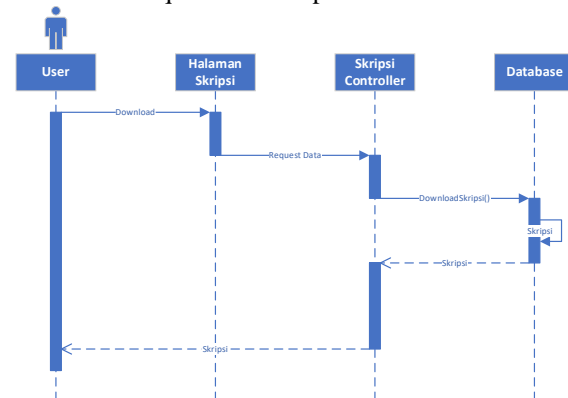 User
Halaman
Skripsi
Skripsi
Controller
Database
Download
Request Data
DownloadSkripsi()
Skripsi
Skripsi
Skripsi